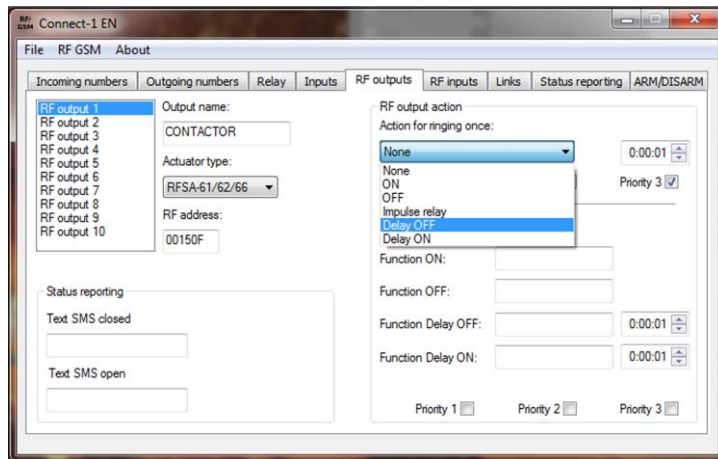 RF/GSM Connect-1 EN
File RF GSM About
Incoming numbers Outgoing numbers Relay Inputs RF outputs RF inputs Links Status reporting ARM/DISARM
RF output 1
RF output 2
RF output 3
RF output 4
RF output 5
RF output 6
RF output 7
RF output 8
RF output 9
RF output 10
Output name:
CONTACTOR
Actuator type:
RFSA-61/62/66
RF address:
00150F
Status reporting
Text SMS closed
Text SMS open
RF output action
Action for ringing once:
None 0:00:01
None
ON
OFF
Impulse relay
Delay OFF
Delay ON
Priority 3
Function ON:
Function OFF:
Function Delay OFF: 0:00:01
Function Delay ON: 0:00:01
Priority 1 Priority 2 Priority 3